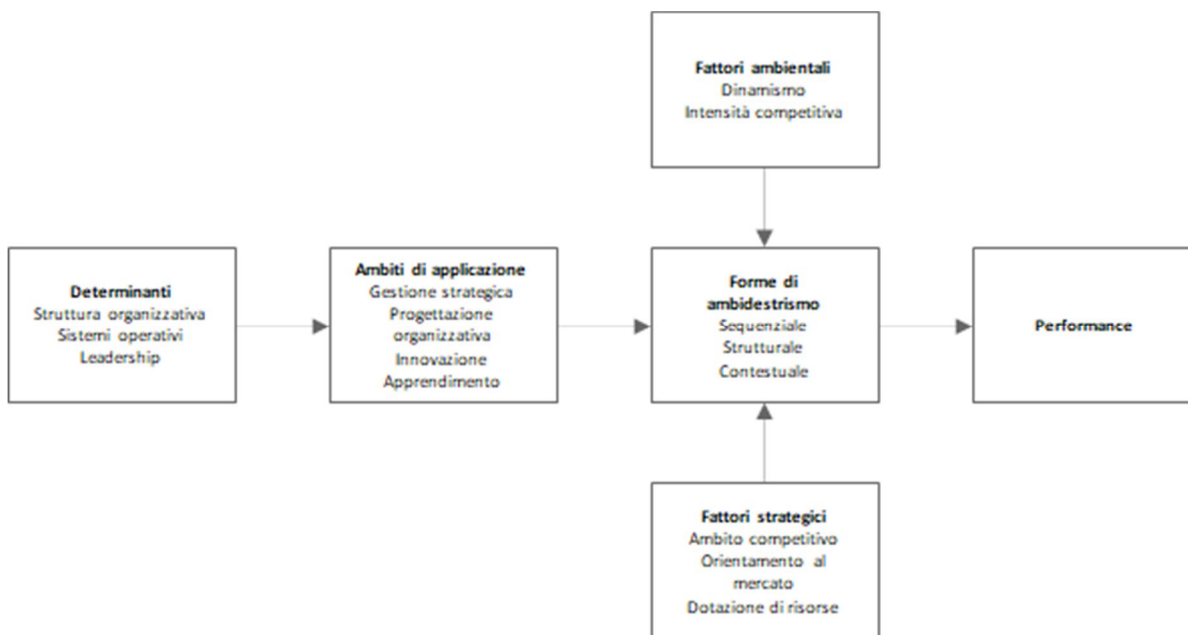 Fattori ambientali
Dinamismo
Intensità competitiva
Determinanti
Struttura organizzativa
Sistemi operativi
Leadership
Ambiti di applicazione
Gestione strategica
Progettazione
organizzativa
Innovazione
Apprendimento
Forme di
ambidestrismo
Sequenziale
Strutturale
Contestuale
Performance
Fattori strategici
Ambito competitivo
Orientamento al
mercato
Dotazione di risorse